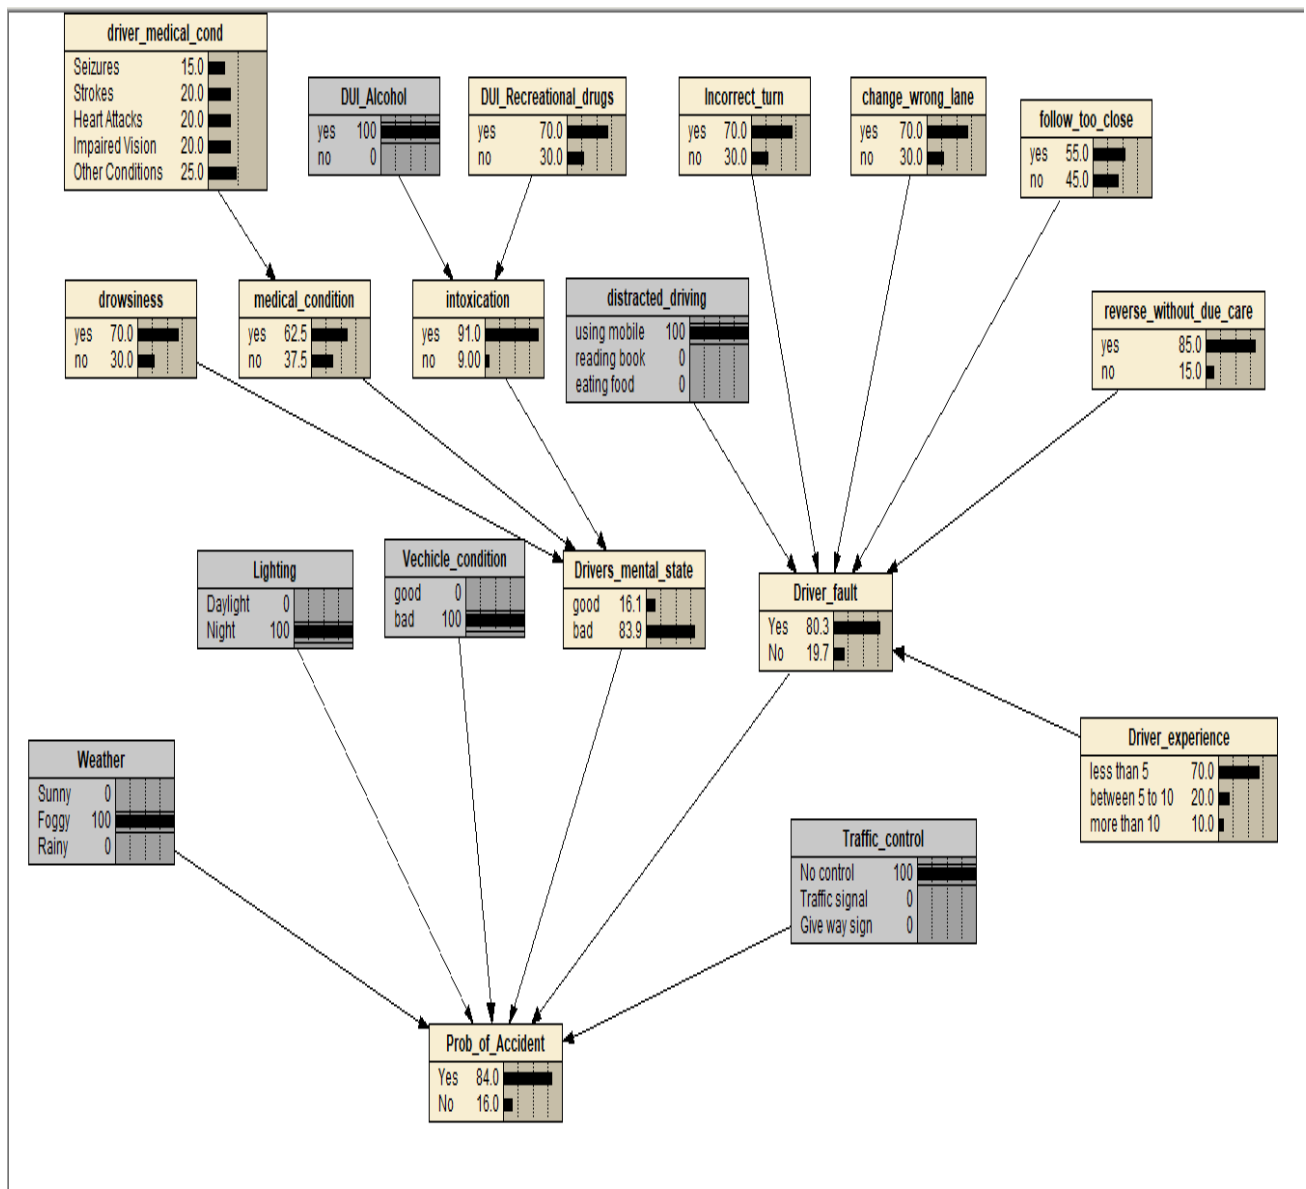 driver_medical_cond
Seizures 15.0
Strokes 20.0
Heart Attacks 20.0
Impaired Vision 20.0
Other Conditions 25.0
DUI_Alcohol
yes 100
no 0
DUI_Recreational_drugs
yes 70.0
no 30.0
Incorrect_turn
yes 70.0
no 30.0
change_wrong_lane
yes 70.0
no 30.0
follow_too_close
yes 55.0
no 45.0
drowsiness
yes 70.0
no 30.0
medical_condition
yes 62.5
no 37.5
intoxication
yes 91.0
no 9.00
distracted_driving
using mobile 100
reading book 0
eating food 0
reverse_without_due_care
yes 85.0
no 15.0
Lighting
Daylight 0
Night 100
Vechicle_condition
good 0
bad 100
Drivers_mental_state
good 16.1
bad 83.9
Driver_fault
Yes 80.3
No 19.7
Weather
Sunny 0
Foggy 100
Rainy 0
Driver_experience
less than 5 70.0
between 5 to 10 20.0
more than 10 10.0
Traffic_control
No control 100
Traffic signal 0
Give way sign 0
Prob_of_Accident
Yes 84.0
No 16.0